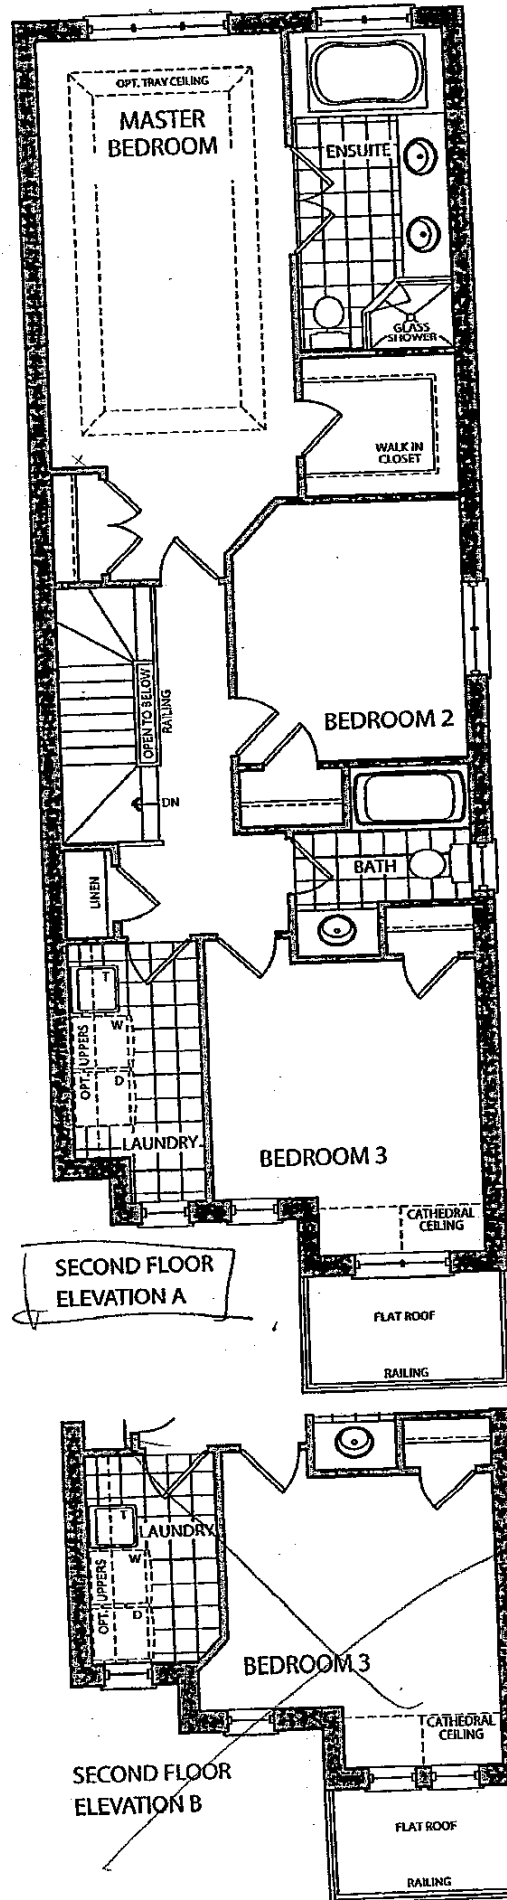 OPT. TRAY CEILING
MASTER
BEDROOM
ENSUITE
GLASS
SHOWER
WALK IN
CLOSET
OPEN TO BELOW
RAILING
BEDROOM 2
DN
BATH
LINEN
T
W
OPT. UPPERS
D
LAUNDRY
BEDROOM 3
CATHEDRAL
CEILING
SECOND FLOOR
ELEVATION A
FLAT ROOF
RAILING
T
LAUNDRY
W
OPT. UPPERS
D
BEDROOM 3
CATHEDRAL
CEILING
SECOND FLOOR
ELEVATION B
FLAT ROOF
RAILING